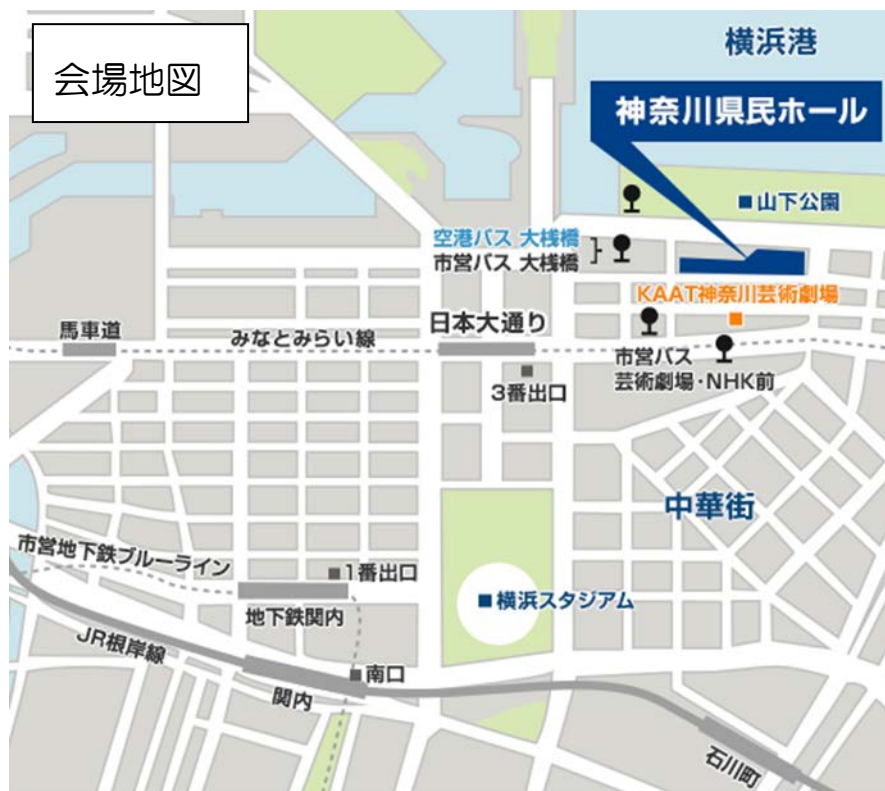 会場地図
横浜港
神奈川県民ホール
■山下公園
空港バス 大桟橋
市営バス 大桟橋
KAAT神奈川芸術劇場
馬車道
みなとみらい線
日本大通り
市営バス
芸術劇場・NHK前
3番出口
中華街
市営地下鉄ブルーライン
■1番出口
地下鉄関内
■横浜スタジアム
JR根岸線
■南口
関内
石川町